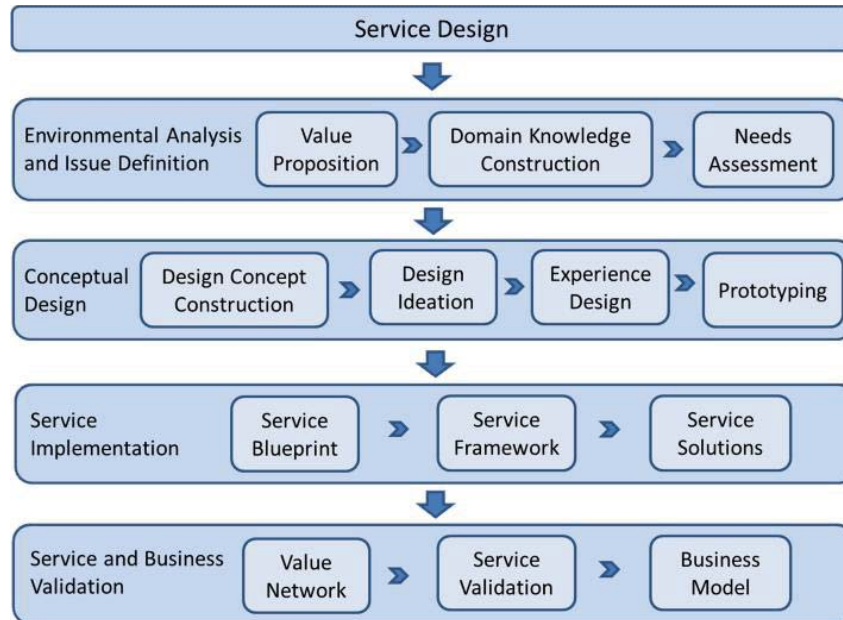 Service Design
Environmental Analysis
and Issue Definition
Value
Proposition
Domain Knowledge
Construction
Needs
Assessment
Conceptual
Design
Design Concept
Construction
Design
Ideation
Experience
Design
Prototyping
Service
Implementation
Service
Blueprint
Service
Framework
Service
Solutions
Service and Business
Validation
Value
Network
Service
Validation
Business
Model